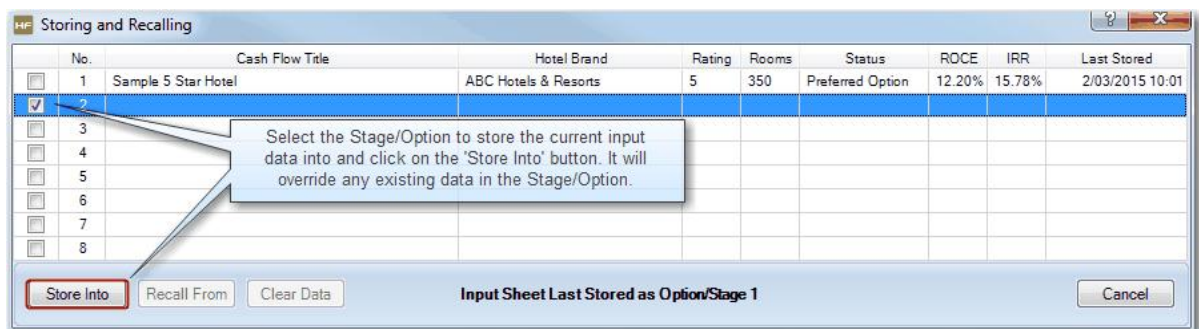 HF Storing and Recalling ? X
No. Cash Flow Title Hotel Brand Rating Rooms Status ROCE IRR Last Stored
1 Sample 5 Star Hotel ABC Hotels & Resorts 5 350 Preferred Option 12.20% 15.78% 2/03/2015 10:01
2
3
4
5
6
7
8
Select the Stage/Option to store the current input
data into and click on the 'Store Into' button. It will
override any existing data in the Stage/Option.
Store Into Recall From Clear Data Input Sheet Last Stored as Option/Stage 1 Cancel